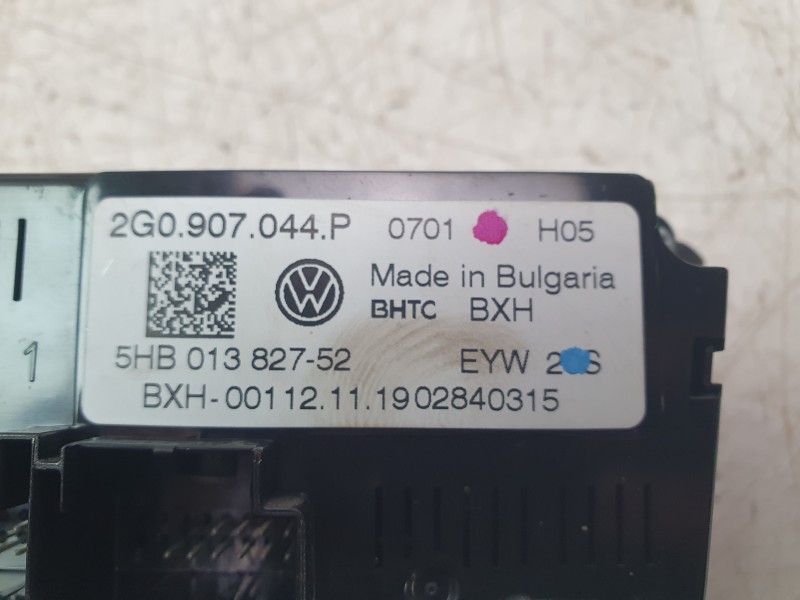 2G0.907.044.P 0701 H05
Made in Bulgaria
BHTC BXH
5HB 013 827-52 EYW
BXH-00112.11.1902840315
1